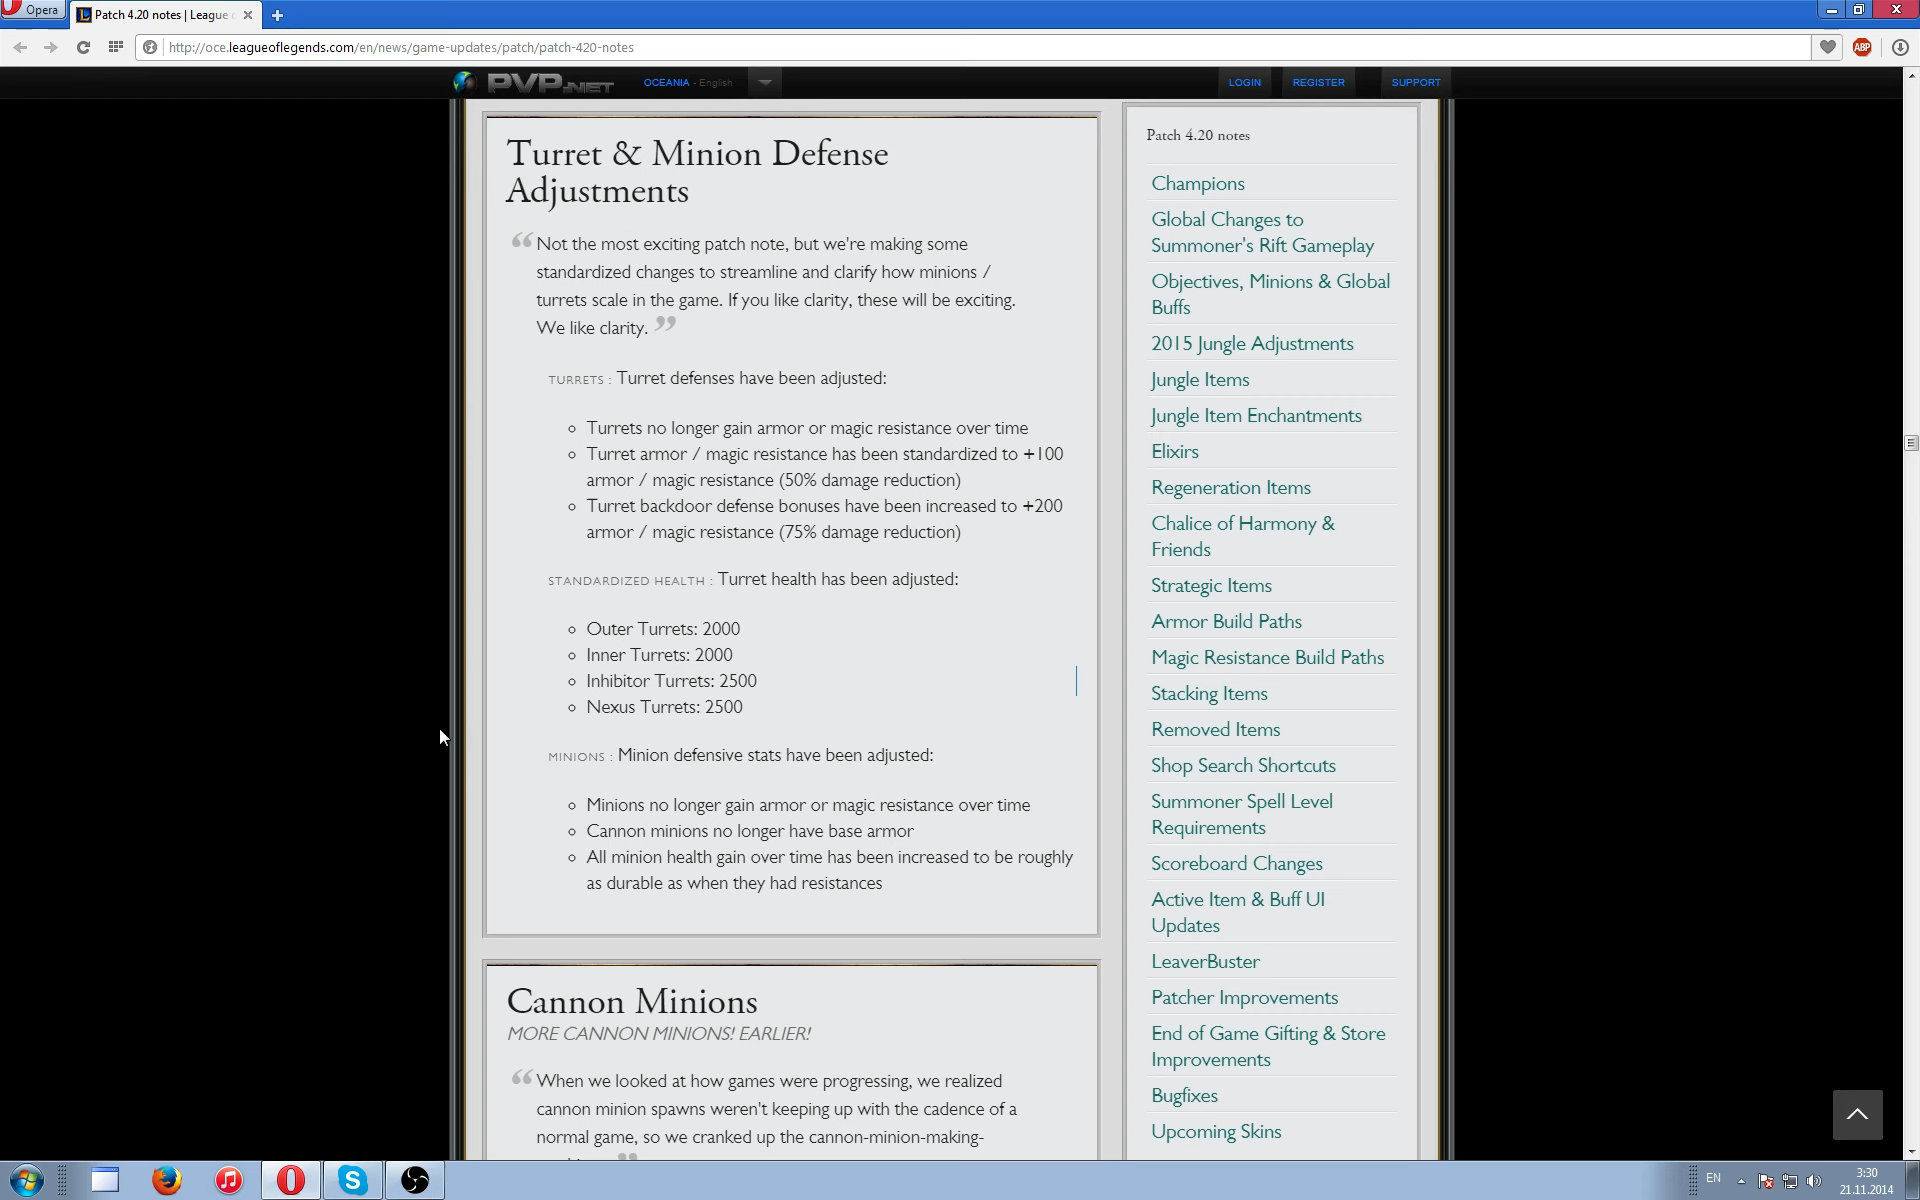 Opera
Patch 4.20 notes | League o
http://oce.leagueoflegends.com/en/news/game-updates/patch/patch-420-notes
ABP
PVP.NET
OCEANIA - English
LOGIN
REGISTER
SUPPORT
Turret & Minion Defense
Adjustments
“ Not the most exciting patch note, but we're making some
standardized changes to streamline and clarify how minions /
turrets scale in the game. If you like clarity, these will be exciting.
We like clarity. ”
TURRETS : Turret defenses have been adjusted:
Turrets no longer gain armor or magic resistance over time
Turret armor / magic resistance has been standardized to +100
armor / magic resistance (50% damage reduction)
Turret backdoor defense bonuses have been increased to +200
armor / magic resistance (75% damage reduction)
STANDARDIZED HEALTH : Turret health has been adjusted:
Outer Turrets: 2000
Inner Turrets: 2000
Inhibitor Turrets: 2500
Nexus Turrets: 2500
MINIONS : Minion defensive stats have been adjusted:
Minions no longer gain armor or magic resistance over time
Cannon minions no longer have base armor
All minion health gain over time has been increased to be roughly
as durable as when they had resistances
Cannon Minions
MORE CANNON MINIONS! EARLIER!
“ When we looked at how games were progressing, we realized
cannon minion spawns weren't keeping up with the cadence of a
normal game, so we cranked up the cannon-minion-making-
Patch 4.20 notes
Champions
Global Changes to
Summoner's Rift Gameplay
Objectives, Minions & Global
Buffs
2015 Jungle Adjustments
Jungle Items
Jungle Item Enchantments
Elixirs
Regeneration Items
Chalice of Harmony &
Friends
Strategic Items
Armor Build Paths
Magic Resistance Build Paths
Stacking Items
Removed Items
Shop Search Shortcuts
Summoner Spell Level
Requirements
Scoreboard Changes
Active Item & Buff UI
Updates
LeaverBuster
Patcher Improvements
End of Game Gifting & Store
Improvements
Bugfixes
Upcoming Skins
EN
3:30
21.11.2014